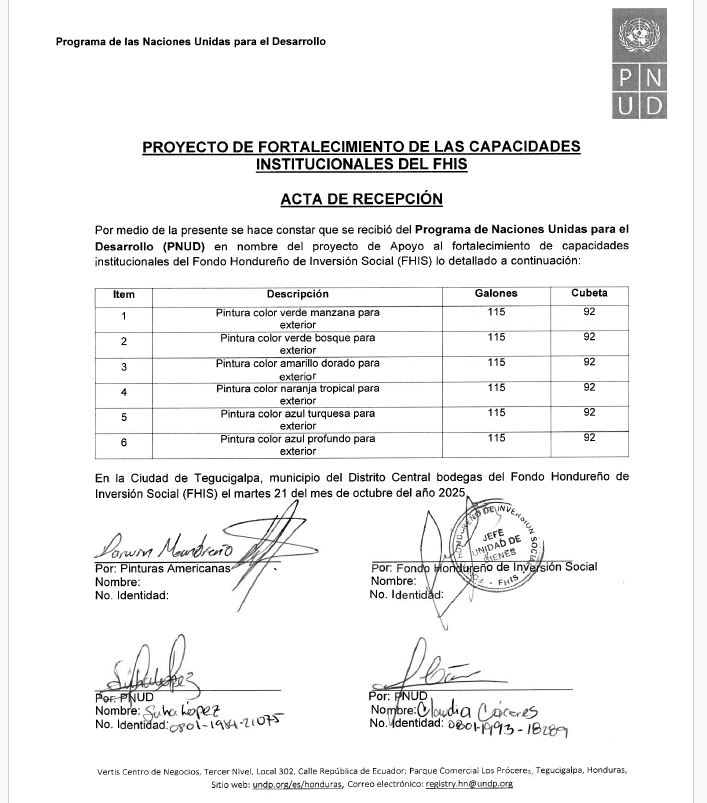 Programa de las Naciones Unidas para el Desarrollo
P N
U D
PROYECTO DE FORTALECIMIENTO DE LAS CAPACIDADES
INSTITUCIONALES DEL FHIS
ACTA DE RECEPCIÓN
Por medio de la presente se hace constar que se recibió del Programa de Naciones Unidas para el
Desarrollo (PNUD) en nombre del proyecto de Apoyo al fortalecimiento de capacidades
institucionales del Fondo Hondureño de Inversión Social (FHIS) lo detallado a continuación:
Item Descripción Galones Cubeta
1 Pintura color verde manzana para 115 92
exterior
2 Pintura color verde bosque para 115 92
exterior
3 Pintura color amarillo dorado para 115 92
exterior
4 Pintura color naranja tropical para 115 92
exterior
5 Pintura color azul turquesa para 115 92
exterior
6 Pintura color azul profundo para 115 92
exterior
En la Ciudad de Tegucigalpa, municipio del Distrito Central bodegas del Fondo Hondureño de
Inversión Social (FHIS) el martes 21 del mes de octubre del año 2025
HONDUREÑO DE INVERSION SOCIAL
JEFE
UNIDAD DE
BIENES
FHIS
Por: Pinturas Americanas Por: Fondo Hondureño de Inversión Social
Nombre: Nombre:
No. Identidad: No. Identidad:
Por: PNUD Por: PNUD
Nombre: Suha Lopez Nombre: Claudia Cáceres
No. Identidad: 0801-1984-21075 No. Identidad: 0801-1993-18289
Vertis Centro de Negocios, Tercer Nivel, Local 302, Calle República de Ecuador; Parque Comercial Los Próceres, Tegucigalpa, Honduras,
Sitio web: undp.org/es/honduras, Correo electrónico: registry.hn@undp.org